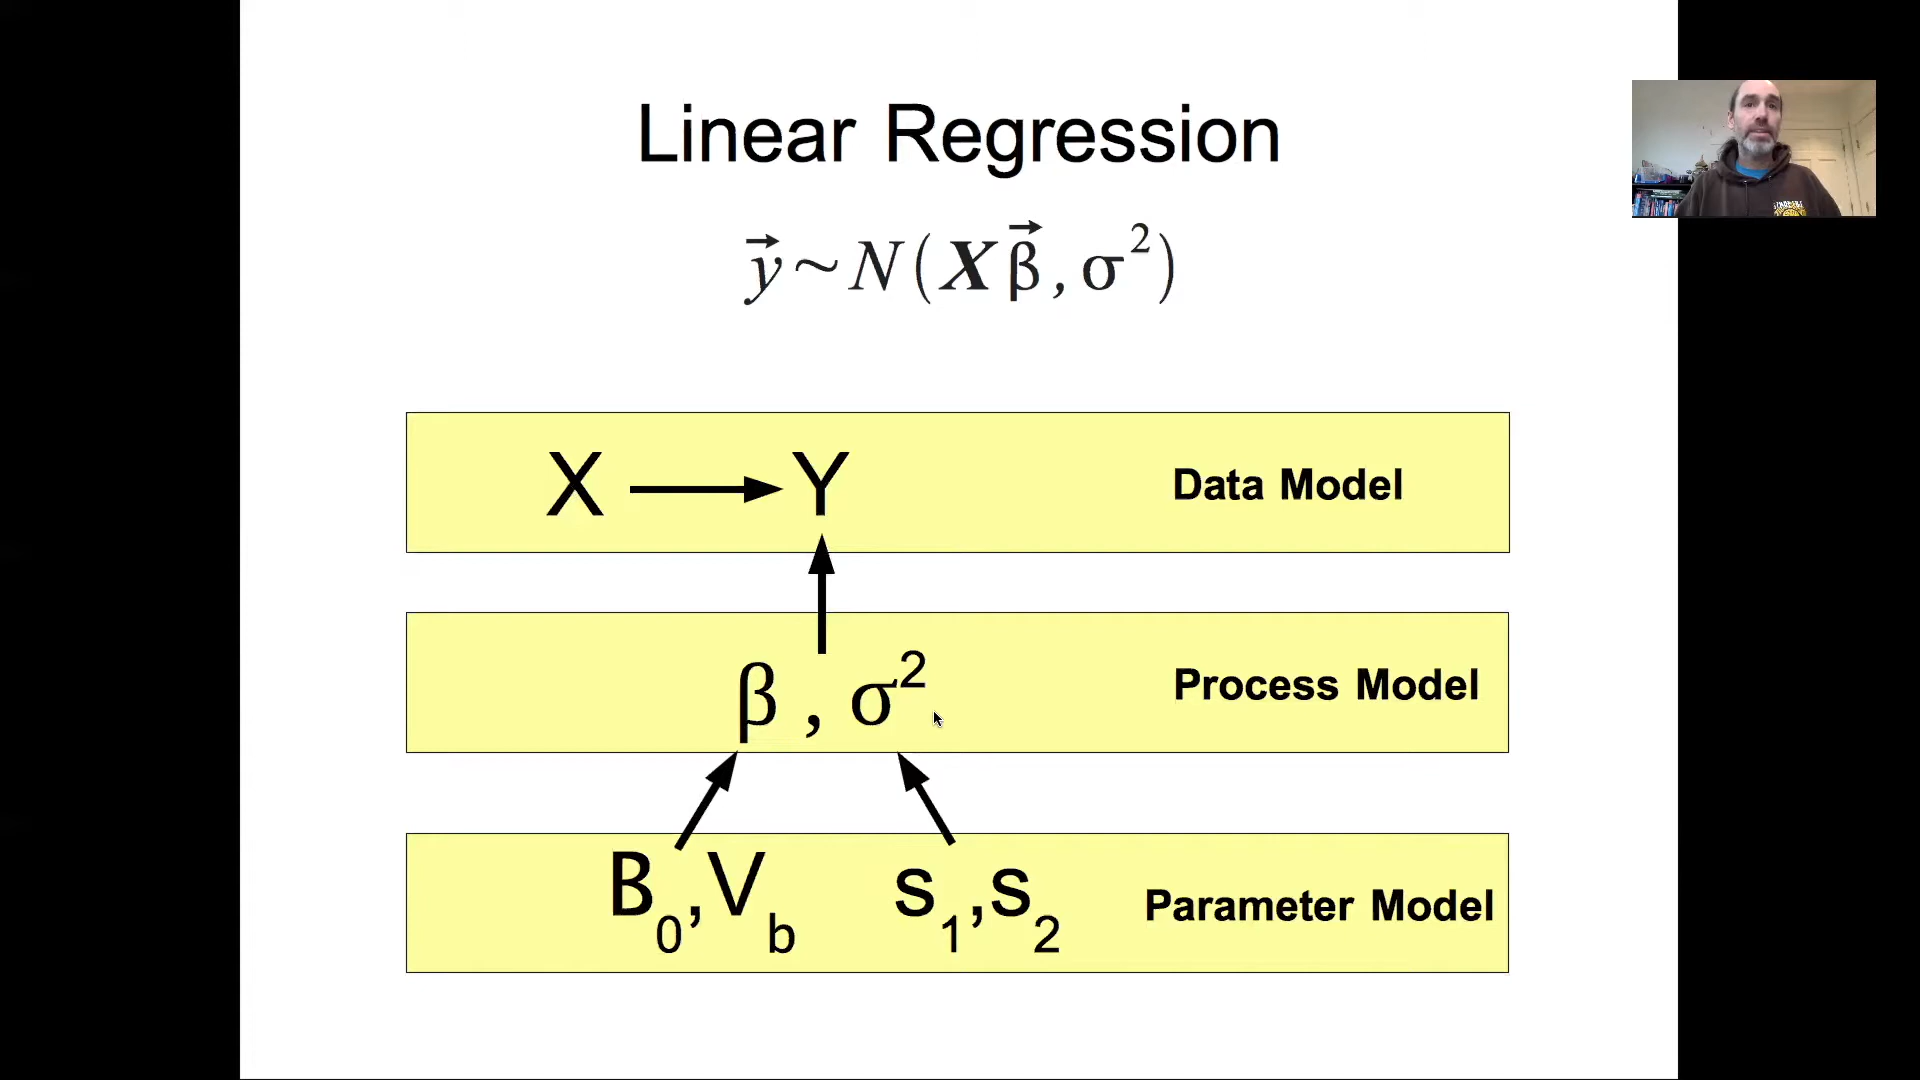 Linear Regression
y⃗ ~ N(Xβ⃗, σ²)
X → Y Data Model
β , σ² Process Model
B₀,V_b s₁,s₂ Parameter Model